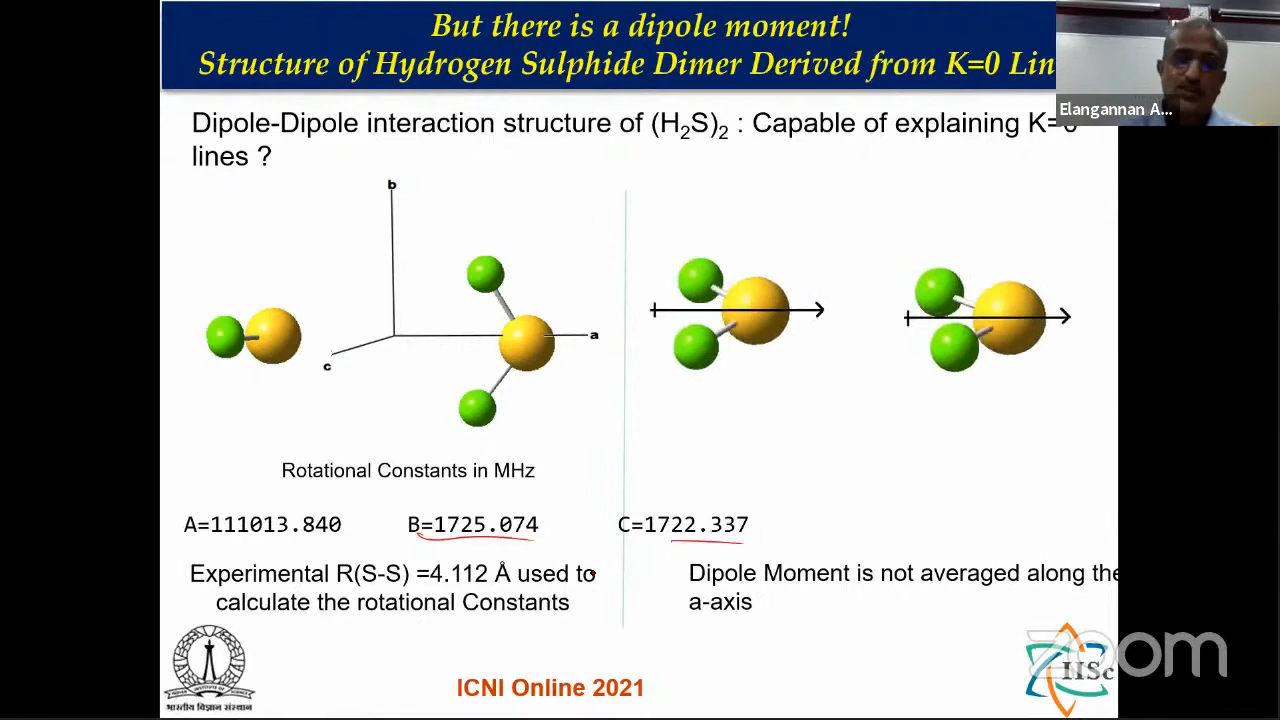 But there is a dipole moment!
Structure of Hydrogen Sulphide Dimer Derived from K=0 Lin
Elangannan A...
Dipole-Dipole interaction structure of (H₂S)₂ : Capable of explaining K=0
lines ?
b
a
c
Rotational Constants in MHz
A=111013.840 B=1725.074 C=1722.337
Experimental R(S-S) =4.112 Å used to
calculate the rotational Constants
Dipole Moment is not averaged along the
a-axis
भारतीय विज्ञान संस्थान
ICNI Online 2021
IISc
zoom